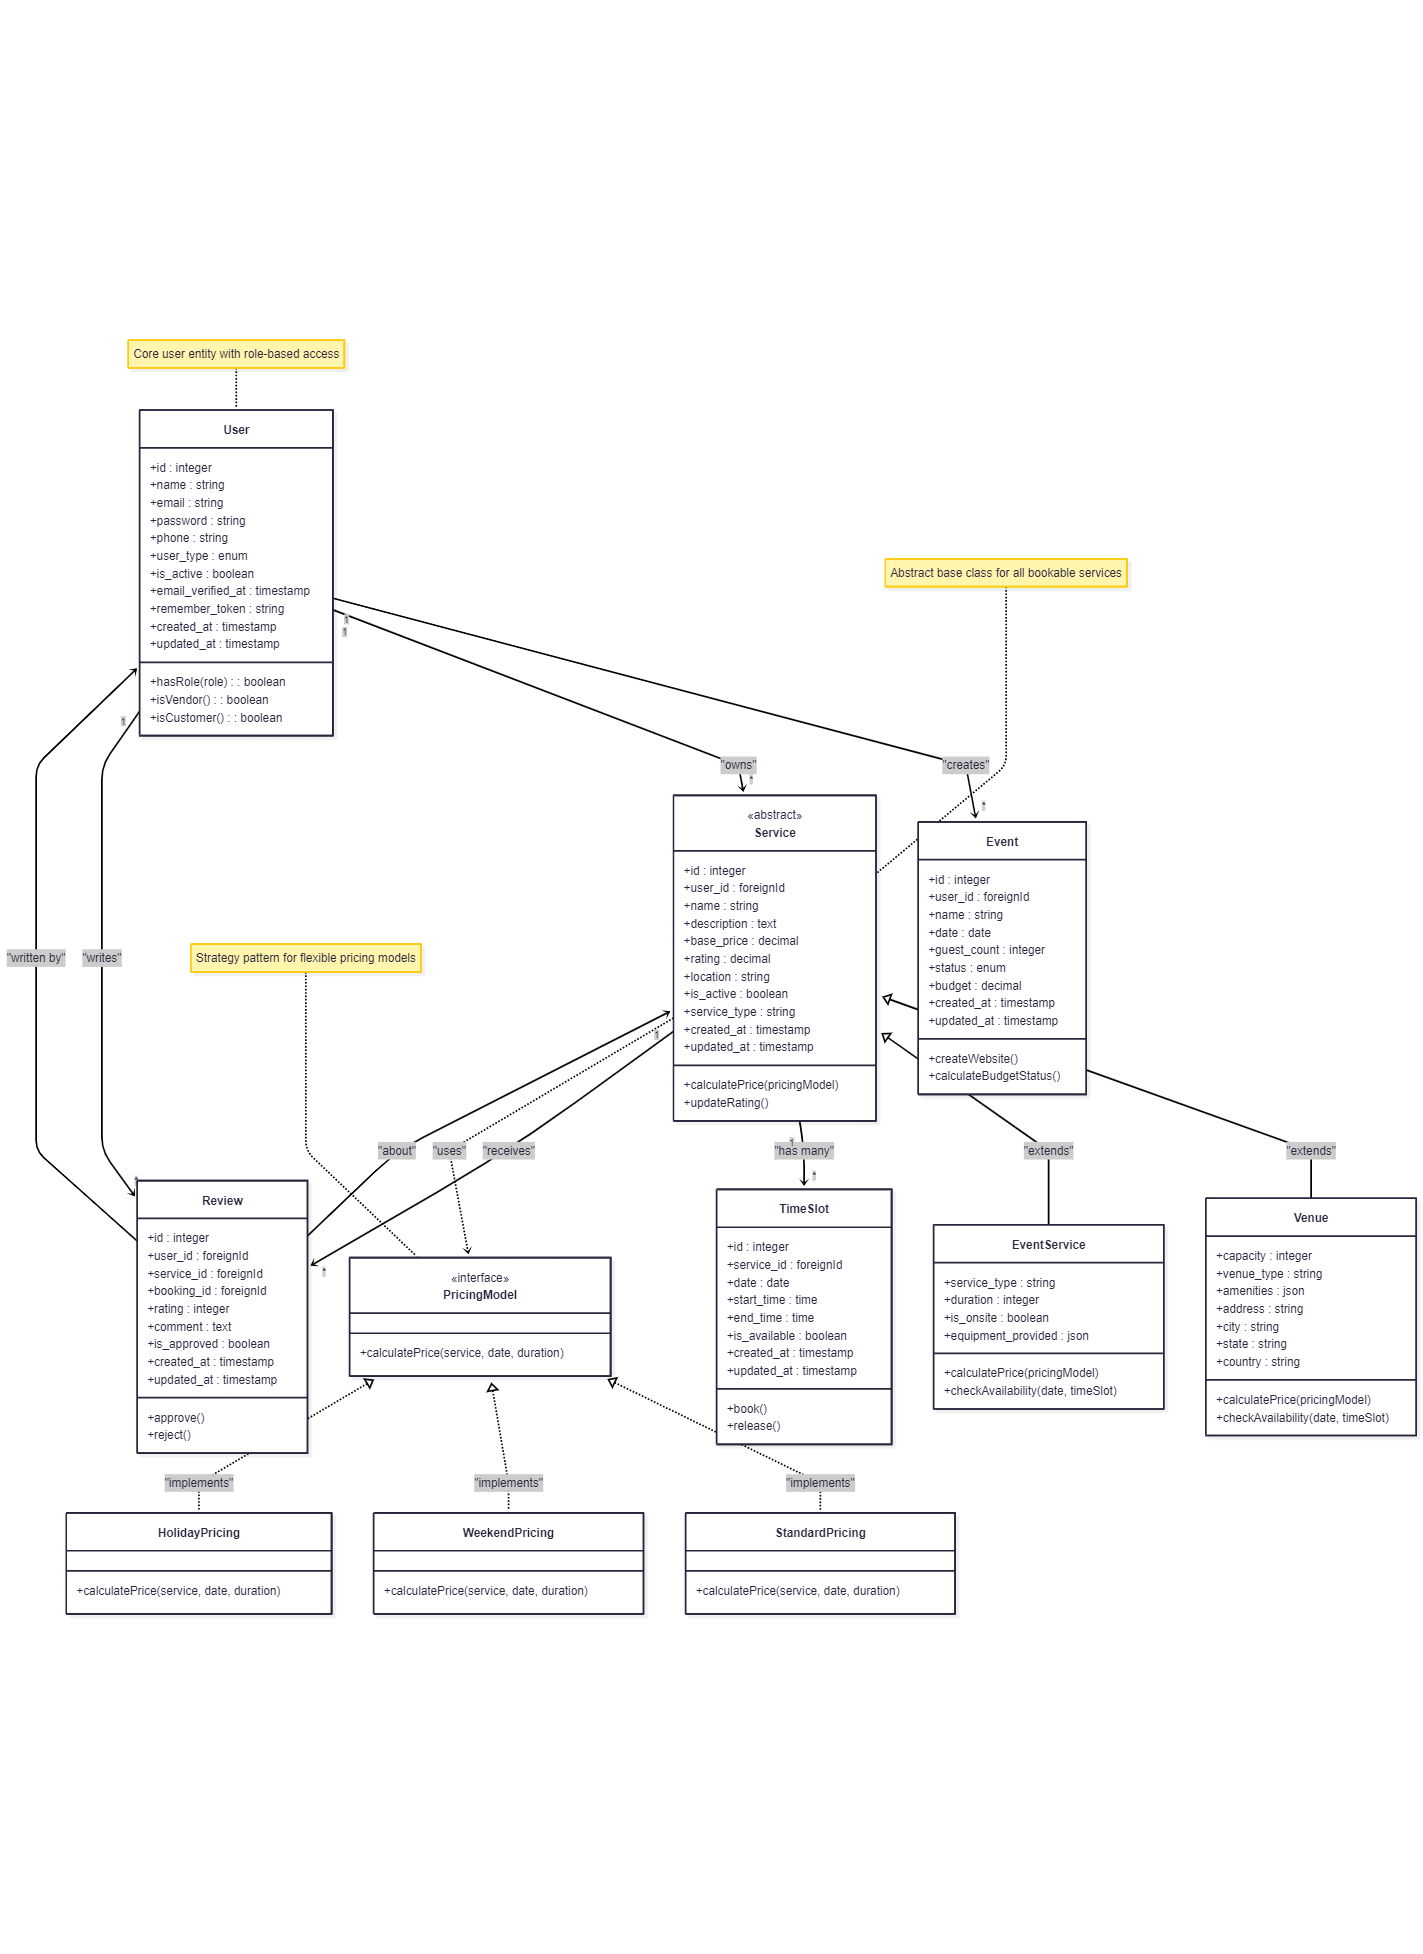 Core user entity with role-based access
User
+id : integer
+name : string
+email : string
+password : string
+phone : string
+user_type : enum
+is_active : boolean
+email_verified_at : timestamp
+remember_token : string
+created_at : timestamp
+updated_at : timestamp
+hasRole(role) : : boolean
+isVendor() : : boolean
+isCustomer() : : boolean
1
1
1
Abstract base class for all bookable services
"owns"
*
"creates"
*
«abstract»
Service
+id : integer
+user_id : foreignId
+name : string
+description : text
+base_price : decimal
+rating : decimal
+location : string
+is_active : boolean
+service_type : string
+created_at : timestamp
+updated_at : timestamp
+calculatePrice(pricingModel)
+updateRating()
Event
+id : integer
+user_id : foreignId
+name : string
+date : date
+guest_count : integer
+status : enum
+budget : decimal
+created_at : timestamp
+updated_at : timestamp
+createWebsite()
+calculateBudgetStatus()
"written by"
"writes"
Strategy pattern for flexible pricing models
1
"about"
"uses"
"receives"
1
"has many"
*
"extends"
"extends"
*
Review
+id : integer
+user_id : foreignId
+service_id : foreignId
+booking_id : foreignId
+rating : integer
+comment : text
+is_approved : boolean
+created_at : timestamp
+updated_at : timestamp
+approve()
+reject()
*
«interface»
PricingModel
+calculatePrice(service, date, duration)
TimeSlot
+id : integer
+service_id : foreignId
+date : date
+start_time : time
+end_time : time
+is_available : boolean
+created_at : timestamp
+updated_at : timestamp
+book()
+release()
EventService
+service_type : string
+duration : integer
+is_onsite : boolean
+equipment_provided : json
+calculatePrice(pricingModel)
+checkAvailability(date, timeSlot)
Venue
+capacity : integer
+venue_type : string
+amenities : json
+address : string
+city : string
+state : string
+country : string
+calculatePrice(pricingModel)
+checkAvailability(date, timeSlot)
"implements"
"implements"
"implements"
HolidayPricing
+calculatePrice(service, date, duration)
WeekendPricing
+calculatePrice(service, date, duration)
StandardPricing
+calculatePrice(service, date, duration)